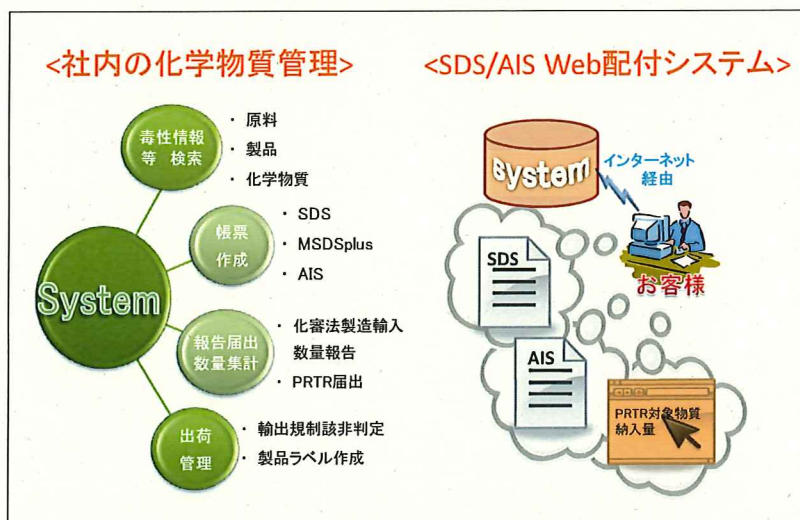 <社内の化学物質管理>
毒性情報
等 検索
・ 原料
・ 製品
・ 化学物質
帳票
作成
・ SDS
・ MSDSplus
・ AIS
System
報告届出
数量集計
・ 化審法製造輸入
数量報告
・ PRTR届出
出荷
管理
・ 輸出規制該非判定
・ 製品ラベル作成
<SDS/AIS Web配付システム>
System
インターネット
経由
お客様
SDS
AIS
PRTR対象物質
納入量